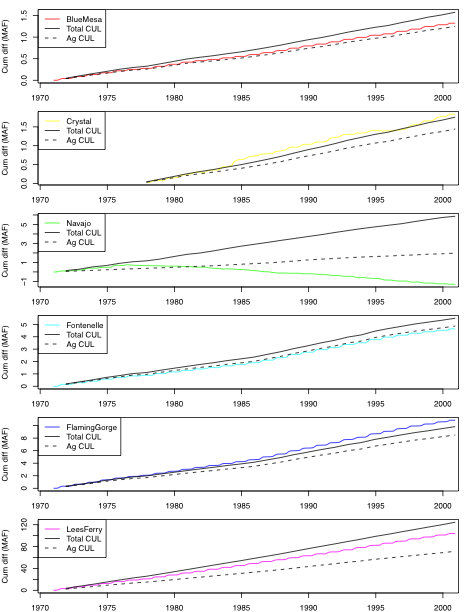 Cum diff (MAF)
1.5
1.0
0.5
0.0
BlueMesa
Total CUL
Ag CUL
1970 1975 1980 1985 1990 1995 2000
Cum diff (MAF)
1.5
1.0
0.5
0.0
Crystal
Total CUL
Ag CUL
1970 1975 1980 1985 1990 1995 2000
Cum diff (MAF)
5
3
1
−1
Navajo
Total CUL
Ag CUL
1970 1975 1980 1985 1990 1995 2000
Cum diff (MAF)
5
4
3
2
1
0
Fontenelle
Total CUL
Ag CUL
1970 1975 1980 1985 1990 1995 2000
Cum diff (MAF)
8
6
4
2
0
FlamingGorge
Total CUL
Ag CUL
1970 1975 1980 1985 1990 1995 2000
Cum diff (MAF)
120
80
40
0
LeesFerry
Total CUL
Ag CUL
1970 1975 1980 1985 1990 1995 2000